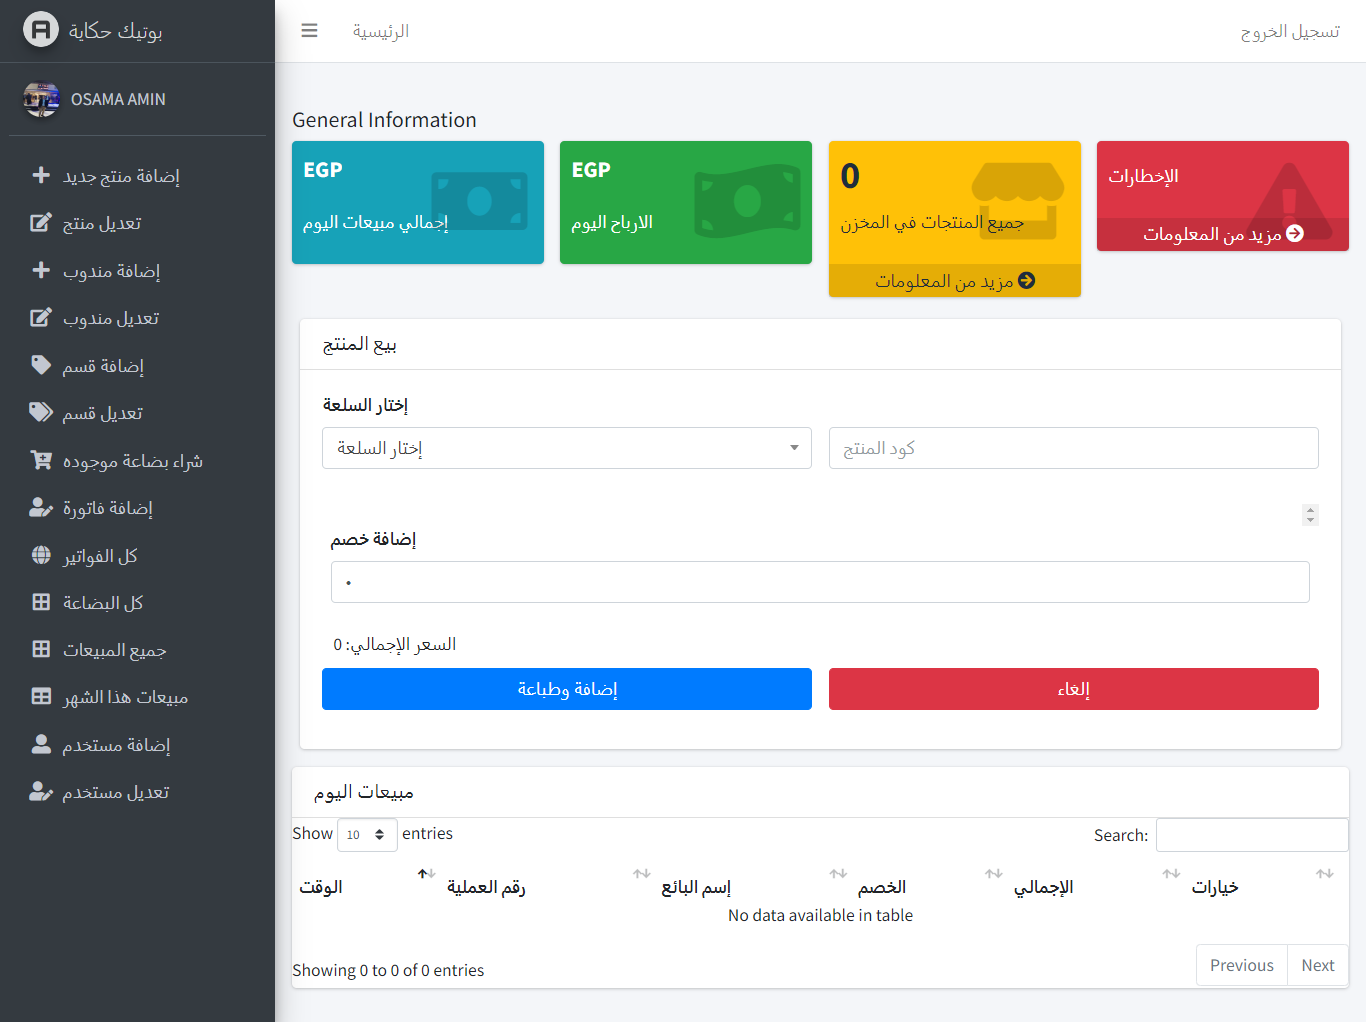 بوتيك حكاية
OSAMA AMIN
إضافة منتج جديد
تعديل منتج
إضافة مندوب
تعديل مندوب
إضافة قسم
تعديل قسم
شراء بضاعة موجوده
إضافة فاتورة
كل الفواتير
كل البضاعة
جميع المبيعات
مبيعات هذا الشهر
إضافة مستخدم
تعديل مستخدم
الرئيسية
تسجيل الخروج
General Information
EGP
إجمالي مبيعات اليوم
EGP
الارباح اليوم
0
جميع المنتجات في المخزن
مزيد من المعلومات
الإخطارات
مزيد من المعلومات
بيع المنتج
إختار السلعة
إختار السلعة
كود المنتج
إضافة خصم
٠
السعر الإجمالي: 0
إضافة وطباعة
إلغاء
مبيعات اليوم
Show 10 entries
Search:
الوقت
رقم العملية
إسم البائع
الخصم
الإجمالي
خيارات
No data available in table
Showing 0 to 0 of 0 entries
Previous
Next